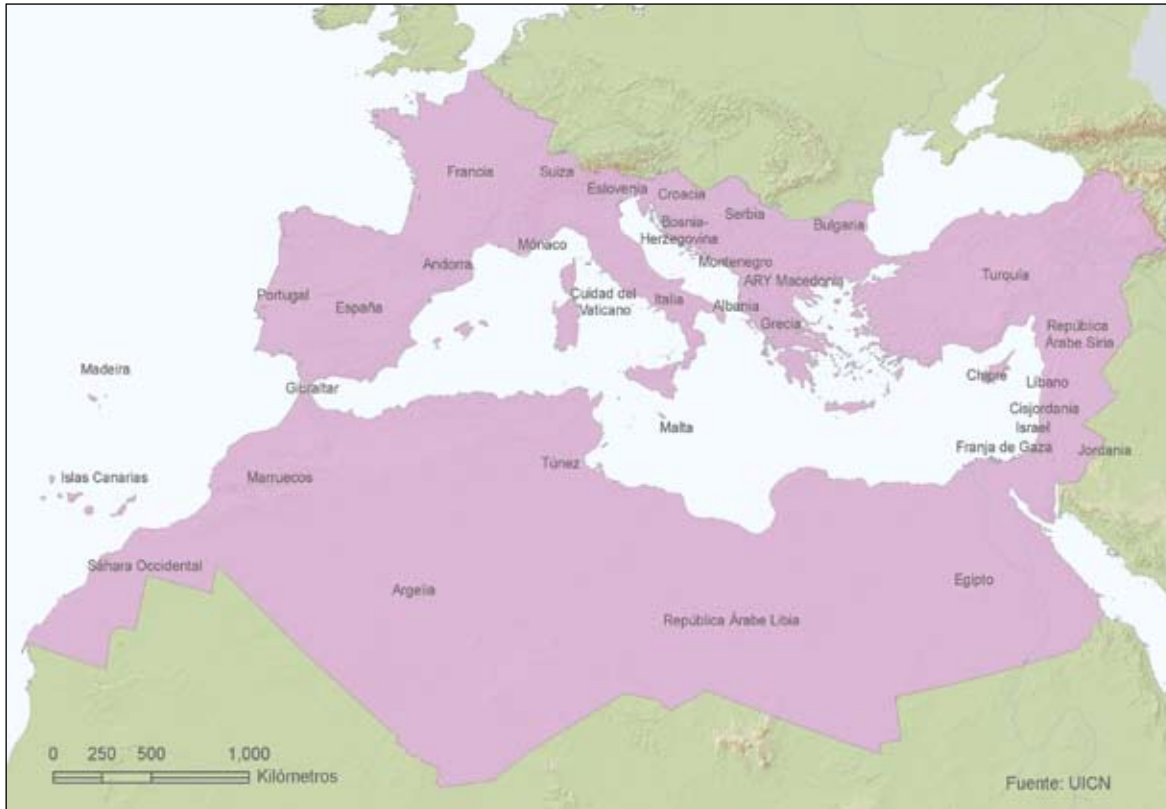 Francia
Suiza
Eslovenia
Croacia
Serbia
Bosnia-
Herzegovina
Bulgaria
Mónaco
Andorra
Montenegro
ARY Macedonia
Turquía
Portugal
España
Cuidad del
Vaticano
Italia
Albania
Grecia
República
Árabe Siria
Madeira
Gibraltar
Chipre
Líbano
Cisjordania
Israel
Malta
Franja de Gaza
Jordania
Islas Canarias
Marruecos
Túnez
Sáhara Occidental
Argelia
Egipto
República Árabe Libia
0 250 500 1,000
Kilómetros
Fuente: UICN